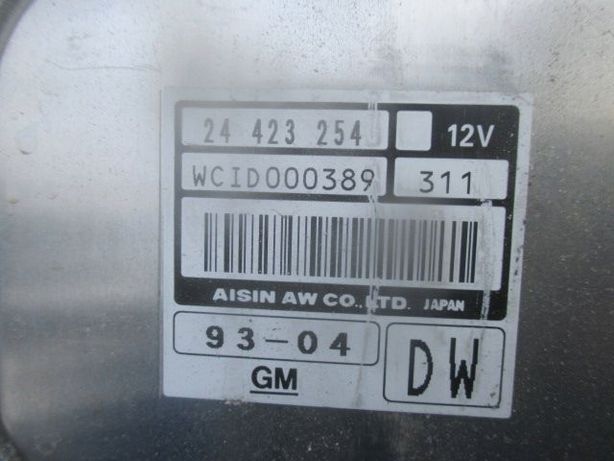 24 423 254 12V
WCID000389 311
AISIN AW CO.,LTD. JAPAN
93-04 DW
GM